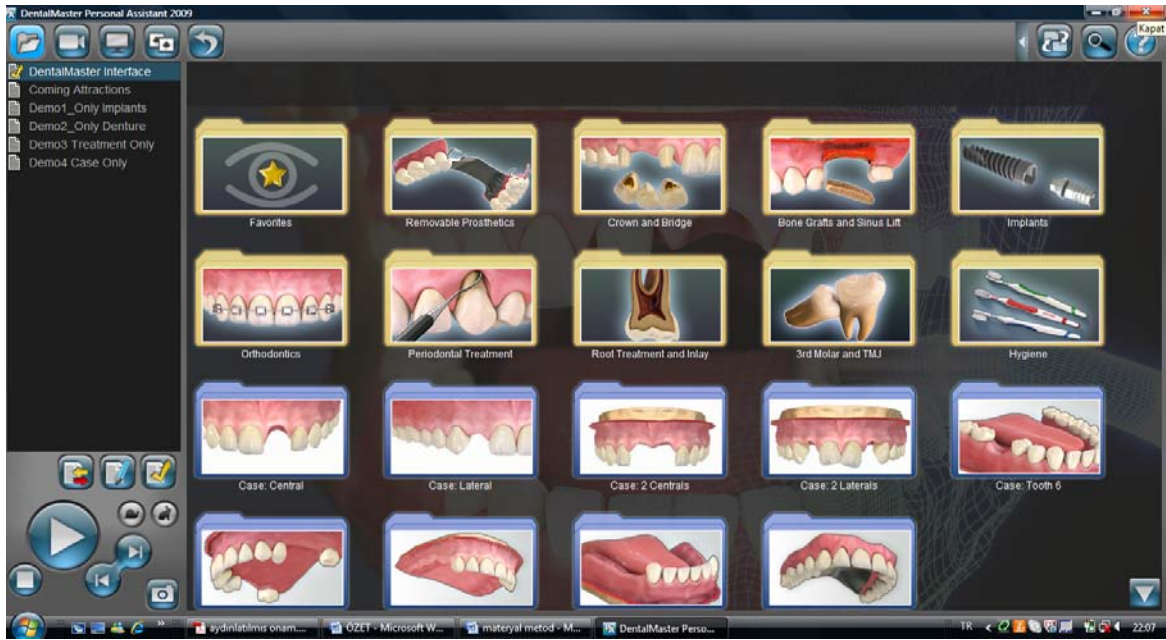 DentalMaster Personal Assistant 2009
Kapat
DentalMaster Interface
Coming Attractions
Demo1_Only Implants
Demo2_Only Denture
Demo3 Treatment Only
Demo4 Case Only
Favorites
Removable Prosthetics
Crown and Bridge
Bone Grafts and Sinus Lift
Implants
Orthodontics
Periodontal Treatment
Root Treatment and Inlay
3rd Molar and TMJ
Hygiene
Case: Central
Case: Lateral
Case: 2 Centrals
Case: 2 Laterals
Case: Tooth 6
aydınlatılmıs onam....
ÖZET - Microsoft W...
materyal metod - M...
DentalMaster Perso...
TR
22:07